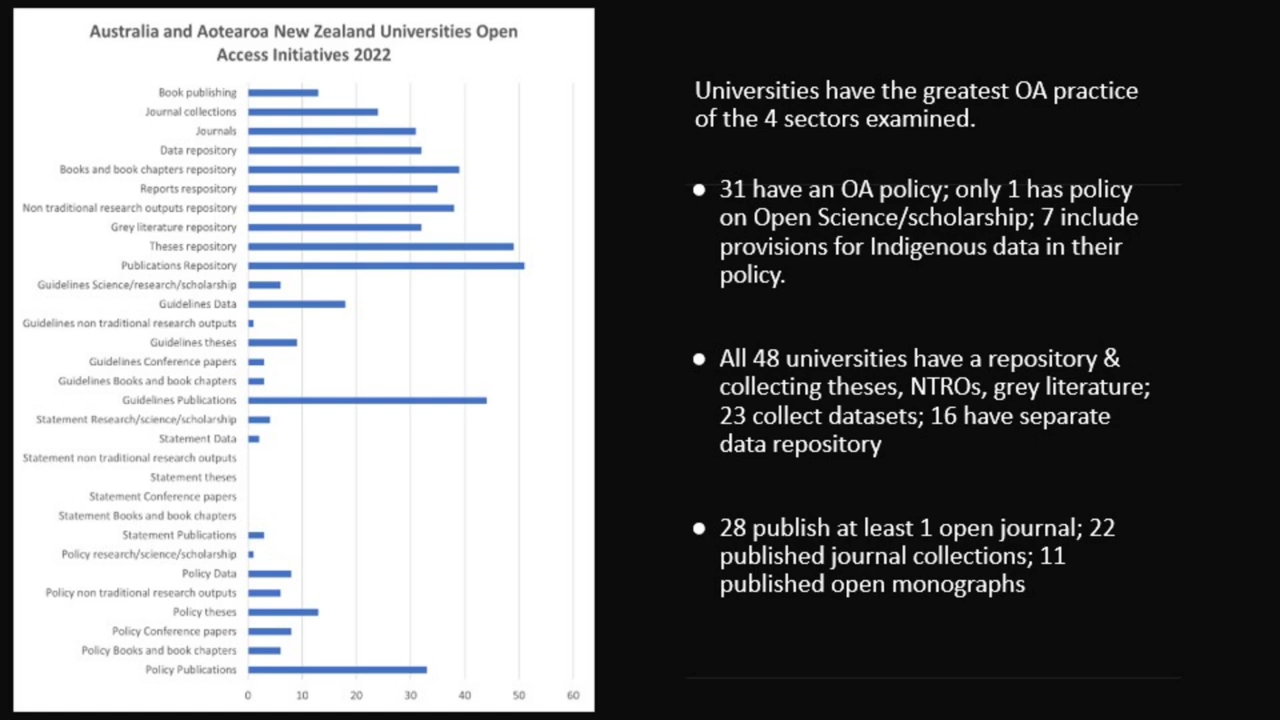 Australia and Aotearoa New Zealand Universities Open
Access Initiatives 2022
Book publishing
Journal collections
Journals
Data repository
Books and book chapters repository
Reports respository
Non traditional research outputs repository
Grey literature repository
Theses repository
Publications Repository
Guidelines Science/research/scholarship
Guidelines Data
Guidelines non traditional research outputs
Guidelines theses
Guidelines Conference papers
Guidelines Books and book chapters
Guidelines Publications
Statement Research/science/scholarship
Statement Data
Statement non traditional research outputs
Statement theses
Statement Conference papers
Statement Books and book chapters
Statement Publications
Policy research/science/scholarship
Policy Data
Policy non traditional research outputs
Policy theses
Policy Conference papers
Policy Books and book chapters
Policy Publications
0 10 20 30 40 50 60
Universities have the greatest OA practice
of the 4 sectors examined.
● 31 have an OA policy; only 1 has policy
on Open Science/scholarship; 7 include
provisions for Indigenous data in their
policy.
● All 48 universities have a repository &
collecting theses, NTROs, grey literature;
23 collect datasets; 16 have separate
data repository
● 28 publish at least 1 open journal; 22
published journal collections; 11
published open monographs